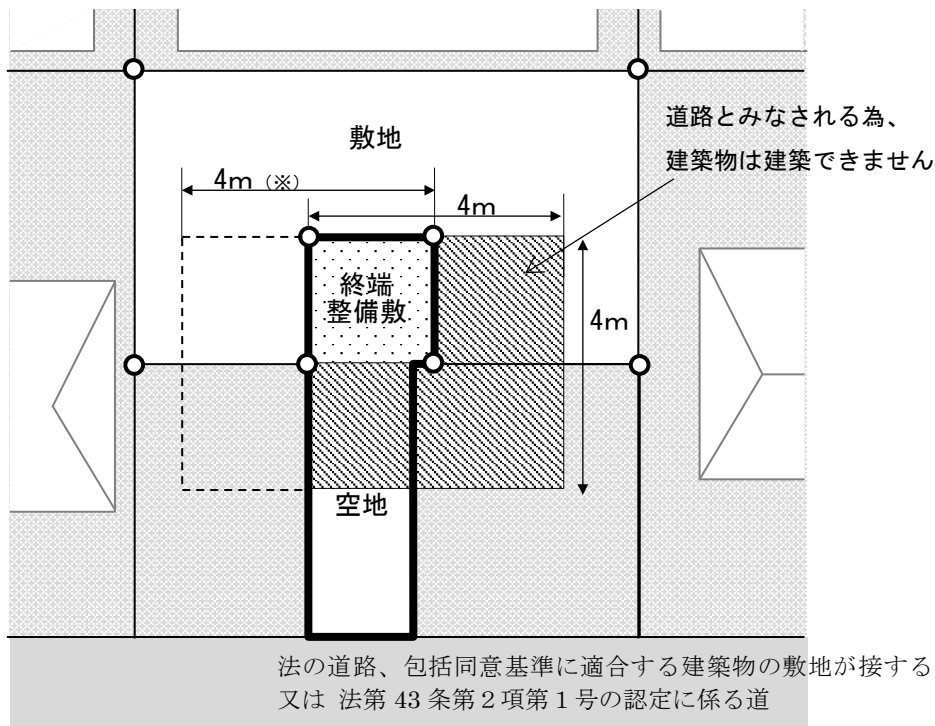 道路とみなされる為、
建築物は建築できません
敷地
4m(※)
4m
終端
整備敷
4m
空地
法の道路、包括同意基準に適合する建築物の敷地が接する
又は 法第 43 条第２項第１号の認定に係る道